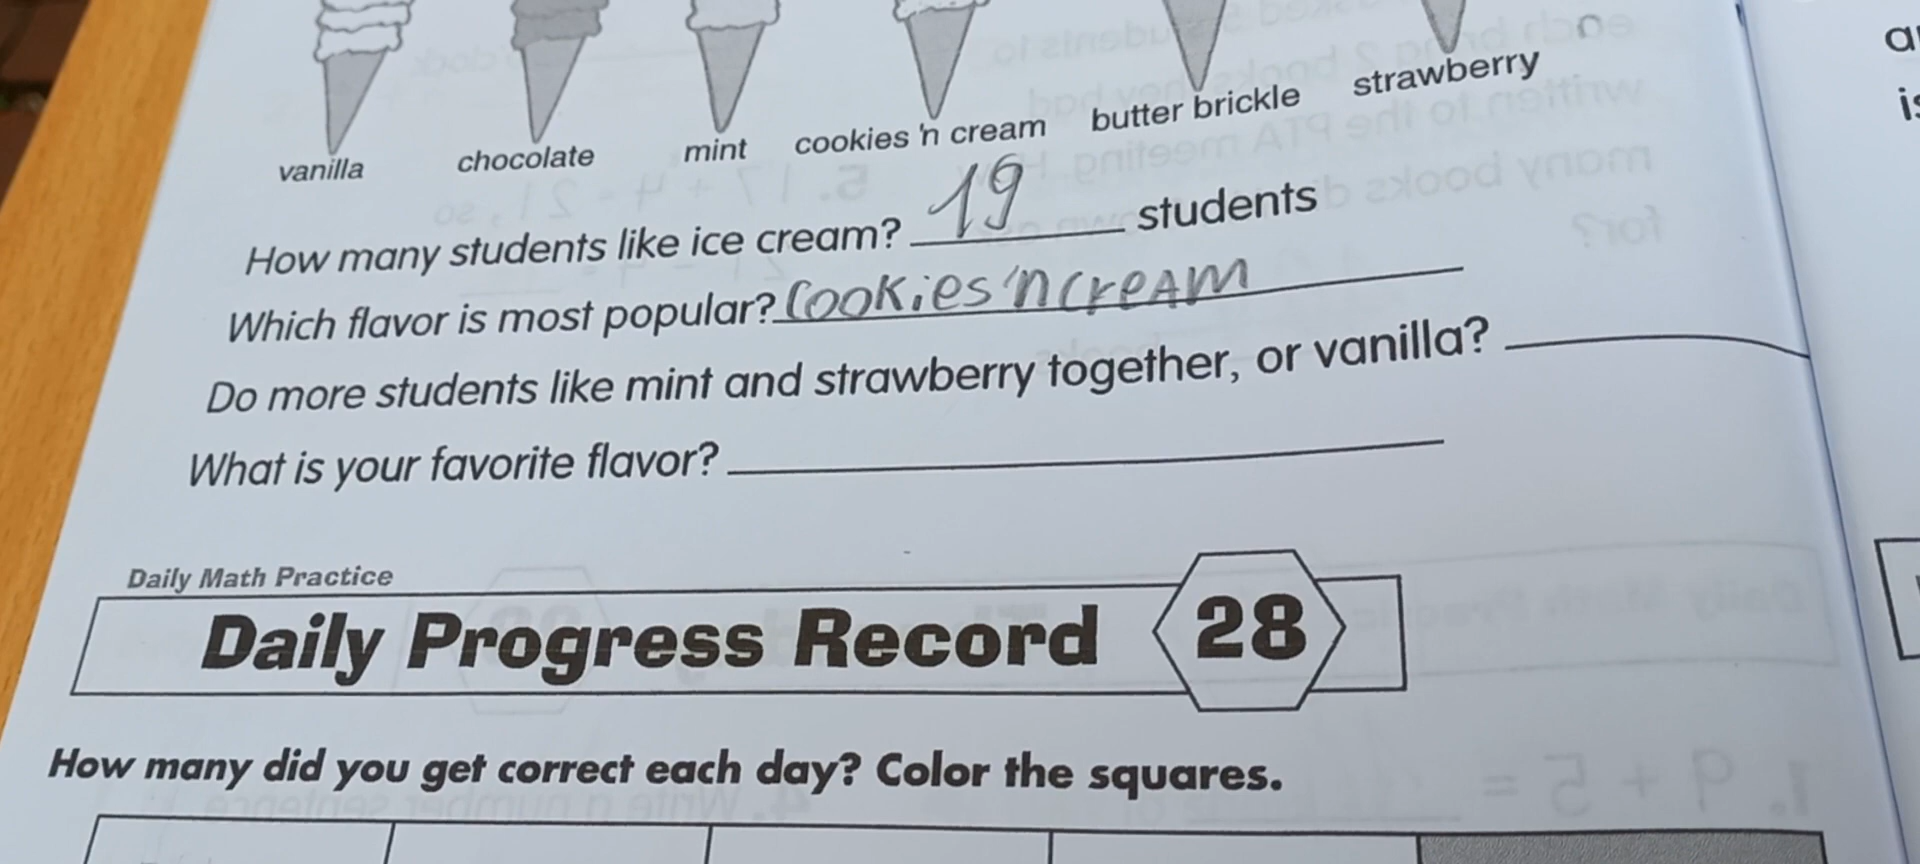 vanilla chocolate mint cookies 'n cream butter brickle strawberry
How many students like ice cream? 19 students
Which flavor is most popular? Cookies 'n cream
Do more students like mint and strawberry together, or vanilla?
What is your favorite flavor?
Daily Math Practice
Daily Progress Record 28
How many did you get correct each day? Color the squares.